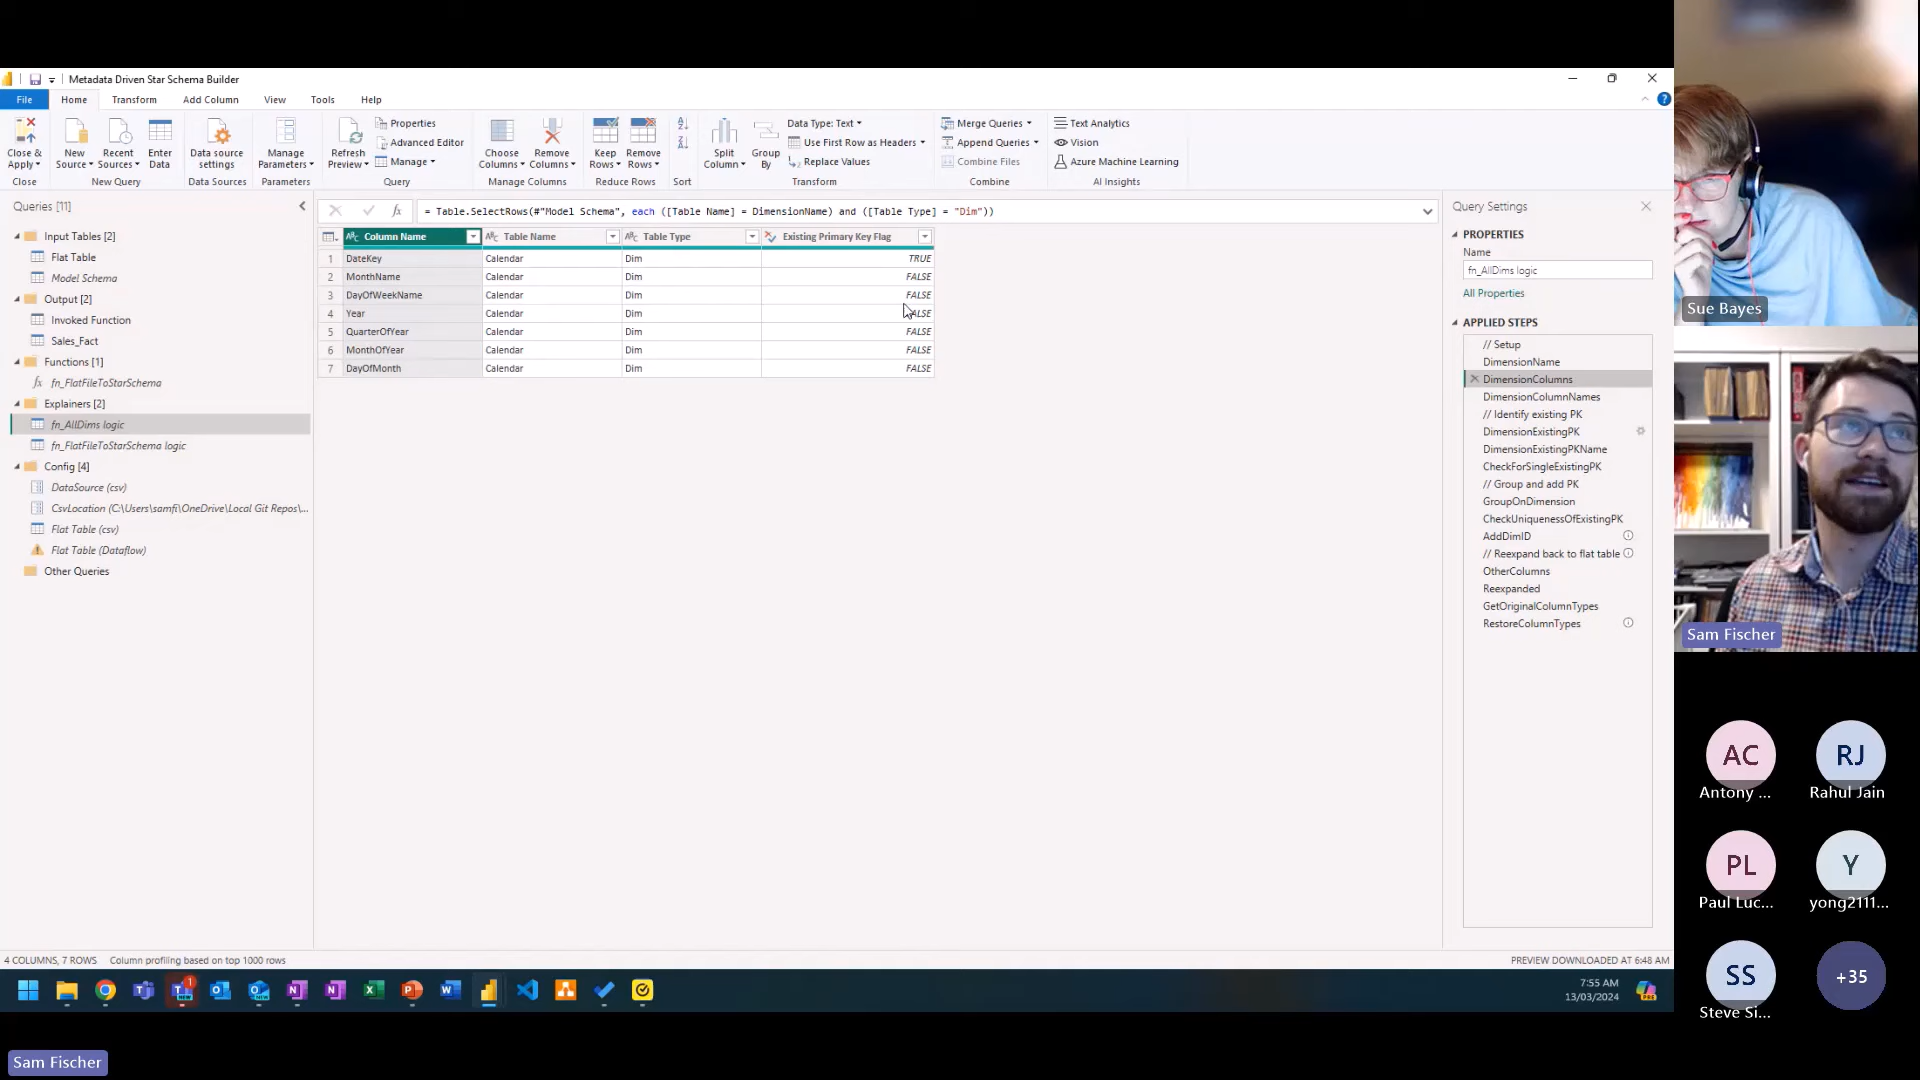 Metadata Driven Star Schema Builder
File Home Transform Add Column View Tools Help
Close & Apply
Close
New Source
Recent Sources
Enter Data
New Query
Data source settings
Data Sources
Manage Parameters
Parameters
Refresh Preview
Properties
Advanced Editor
Manage
Query
Choose Columns
Remove Columns
Manage Columns
Keep Rows
Remove Rows
Reduce Rows
Sort
Split Column
Group By
Data Type: Text
Use First Row as Headers
Replace Values
Transform
Merge Queries
Append Queries
Combine Files
Combine
Text Analytics
Vision
Azure Machine Learning
AI Insights
Queries [11]
Input Tables [2]
Flat Table
Model Schema
Output [2]
Invoked Function
Sales_Fact
Functions [1]
fx fn_FlatFileToStarSchema
Explainers [2]
fn_AllDims logic
fn_FlatFileToStarSchema logic
Config [4]
DataSource (csv)
CsvLocation (C:\Users\samfi\OneDrive\Local Git Repos\...
Flat Table (csv)
Flat Table (Dataflow)
Other Queries
fx = Table.SelectRows(#"Model Schema", each ([Table Name] = DimensionName) and ([Table Type] = "Dim"))
Column Name Table Name Table Type Existing Primary Key Flag
1 DateKey Calendar Dim TRUE
2 MonthName Calendar Dim FALSE
3 DayOfWeekName Calendar Dim FALSE
4 Year Calendar Dim FALSE
5 QuarterOfYear Calendar Dim FALSE
6 MonthOfYear Calendar Dim FALSE
7 DayOfMonth Calendar Dim FALSE
Query Settings
PROPERTIES
Name
fn_AllDims logic
All Properties
APPLIED STEPS
// Setup
DimensionName
DimensionColumns
DimensionColumnNames
// Identify existing PK
DimensionExistingPK
DimensionExistingPKName
CheckForSingleExistingPK
// Group and add PK
GroupOnDimension
CheckUniquenessOfExistingPK
AddDimID
// Reexpand back to flat table
OtherColumns
Reexpanded
GetOriginalColumnTypes
RestoreColumnTypes
4 COLUMNS, 7 ROWS Column profiling based on top 1000 rows
PREVIEW DOWNLOADED AT 6:48 AM
7:55 AM
13/03/2024
Sue Bayes
Sam Fischer
AC RJ
Antony ... Rahul Jain
PL Y
Paul Luc... yong2111...
SS +35
Steve Si...
Sam Fischer